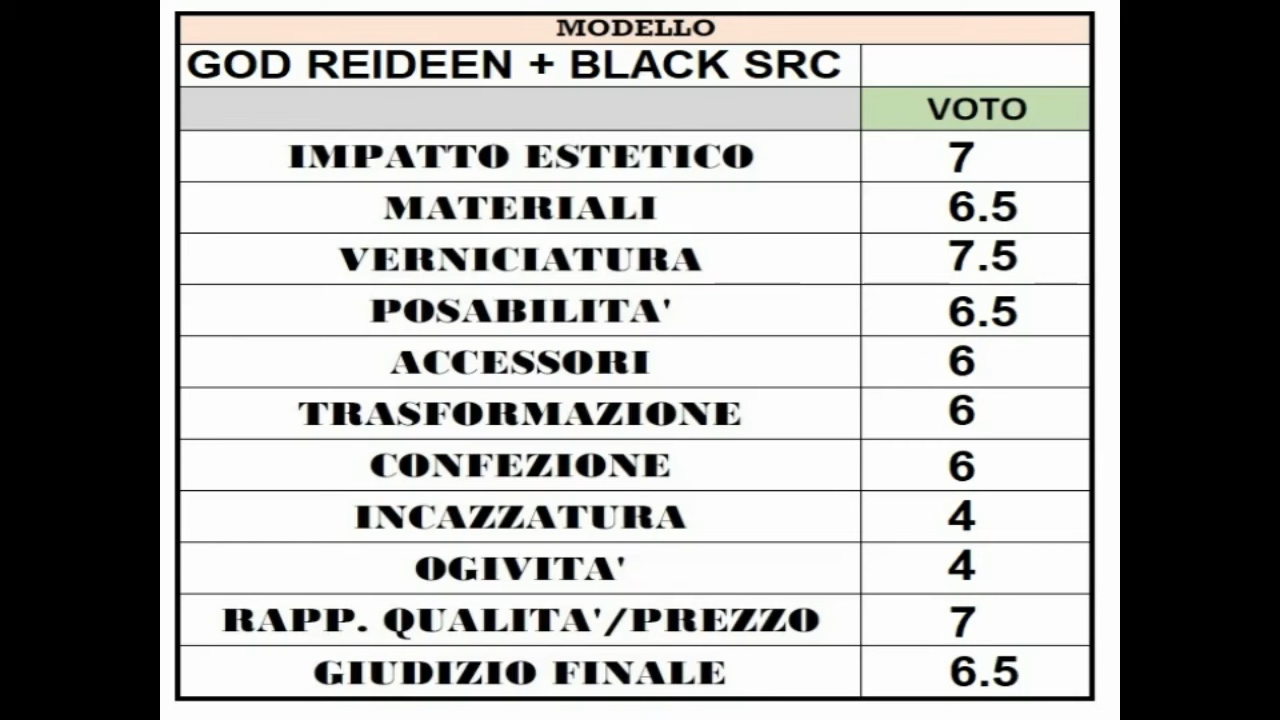 MODELLO
GOD REIDEEN + BLACK SRC
VOTO
IMPATTO ESTETICO 7
MATERIALI 6.5
VERNICIATURA 7.5
POSABILITA' 6.5
ACCESSORI 6
TRASFORMAZIONE 6
CONFEZIONE 6
INCAZZATURA 4
OGIVITA' 4
RAPP. QUALITA'/PREZZO 7
GIUDIZIO FINALE 6.5